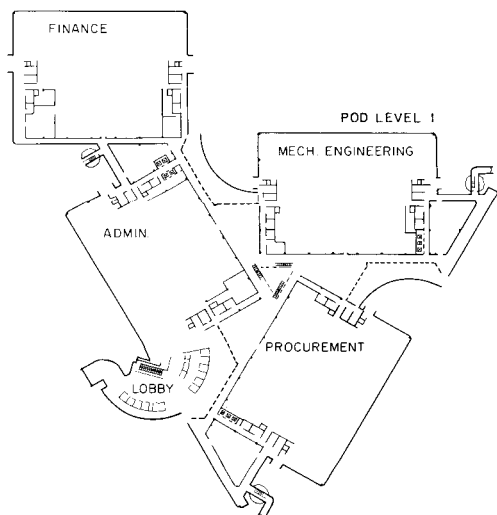 FINANCE
POD LEVEL 1
MECH. ENGINEERING
ADMIN.
PROCUREMENT
LOBBY